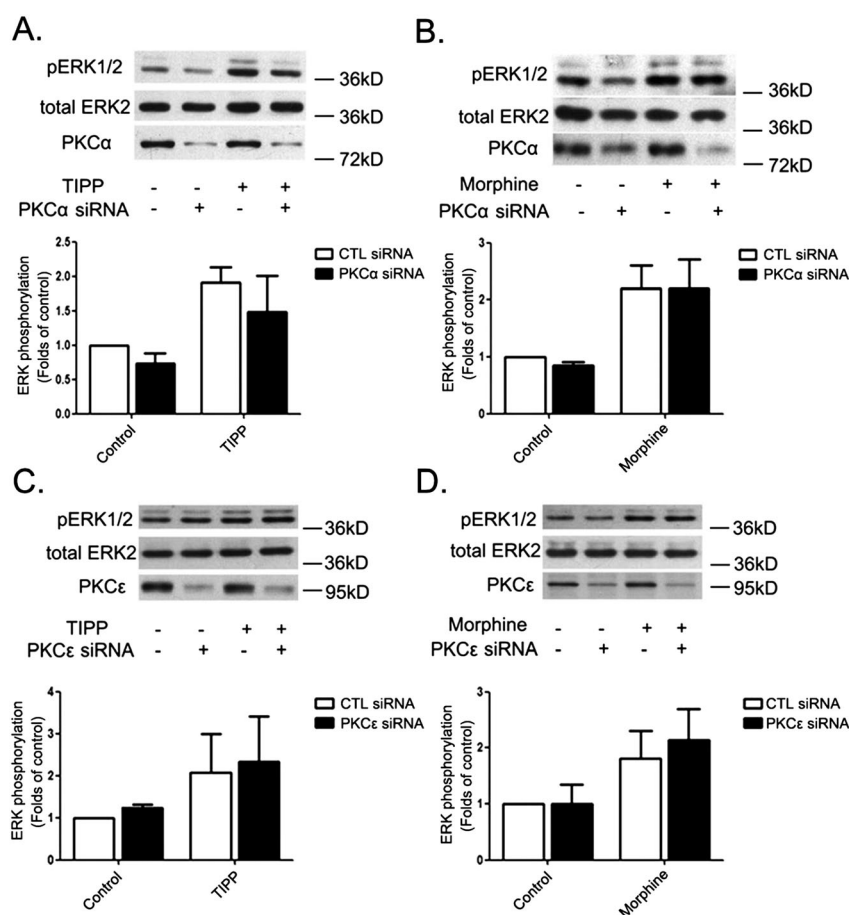 A.
pERK1/2
36kD
total ERK2
36kD
PKCα
72kD
TIPP - - + +
PKCα siRNA - + - +
ERK phosphorylation
(Folds of control)
2.5
2.0
1.5
1.0
0.5
0.0
Control
TIPP
CTL siRNA
PKCα siRNA
B.
pERK1/2
36kD
total ERK2
36kD
PKCα
72kD
Morphine - - + +
PKCα siRNA - + - +
ERK phosphorylation
(Folds of control)
3
2
1
0
Control
Morphine
CTL siRNA
PKCα siRNA
C.
pERK1/2
36kD
total ERK2
36kD
PKCε
95kD
TIPP - - + +
PKCε siRNA - + - +
ERK phosphorylation
(Folds of control)
4
3
2
1
0
Control
TIPP
CTL siRNA
PKCε siRNA
D.
pERK1/2
36kD
total ERK2
36kD
PKCε
95kD
Morphine - - + +
PKCε siRNA - + - +
ERK phosphorylation
(Folds of control)
3
2
1
0
Control
Morphine
CTL siRNA
PKCε siRNA